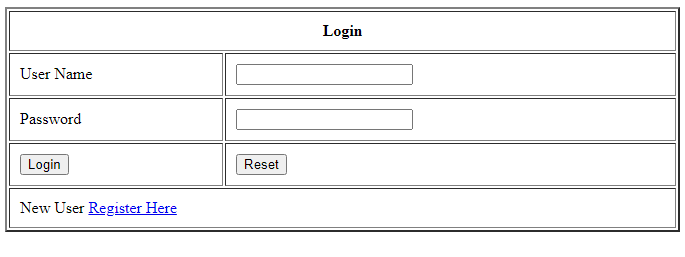 Login
User Name
Password
Login Reset
New User Register Here